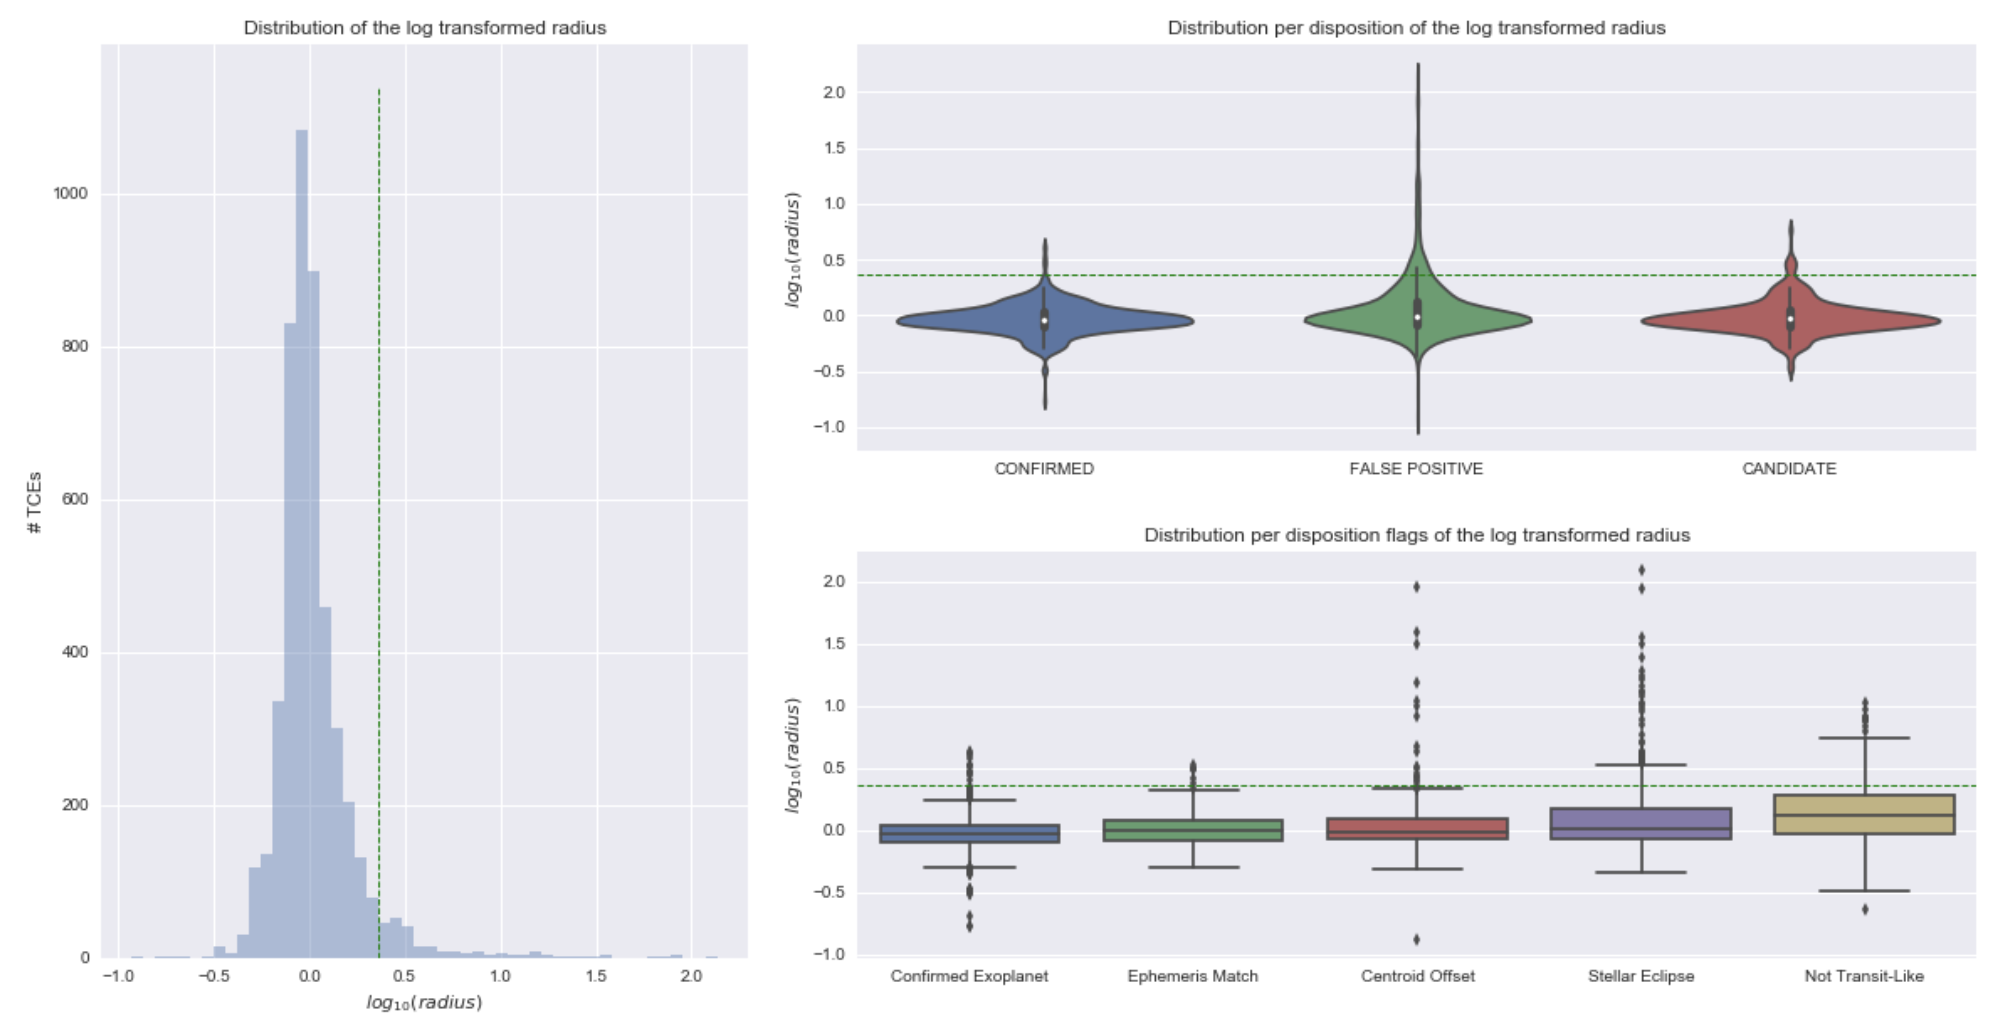 Distribution of the log transformed radius
# TCEs
1000
800
600
400
200
0
−1.0 −0.5 0.0 0.5 1.0 1.5 2.0
log₁₀(radius)
Distribution per disposition of the log transformed radius
log₁₀(radius)
2.0
1.5
1.0
0.5
0.0
−0.5
−1.0
CONFIRMED FALSE POSITIVE CANDIDATE
Distribution per disposition flags of the log transformed radius
log₁₀(radius)
2.0
1.5
1.0
0.5
0.0
−0.5
−1.0
Confirmed Exoplanet Ephemeris Match Centroid Offset Stellar Eclipse Not Transit-Like